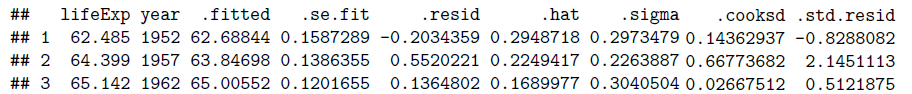 ## lifeExp year .fitted .se.fit .resid .hat .sigma .cooksd .std.resid
## 1 62.485 1952 62.68844 0.1587289 -0.2034359 0.2948718 0.2973479 0.14362937 -0.8288082
## 2 64.399 1957 63.84698 0.1386355 0.5520221 0.2249417 0.2263887 0.66773682 2.1451113
## 3 65.142 1962 65.00552 0.1201655 0.1364802 0.1689977 0.3040504 0.02667512 0.5121875